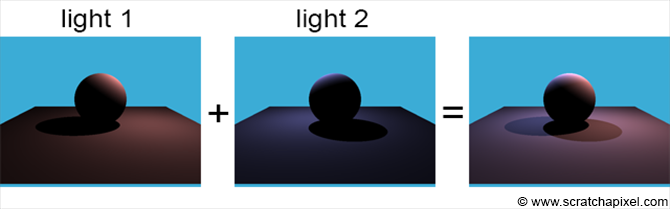 light 1
light 2
+
=
© www.scratchapixel.com